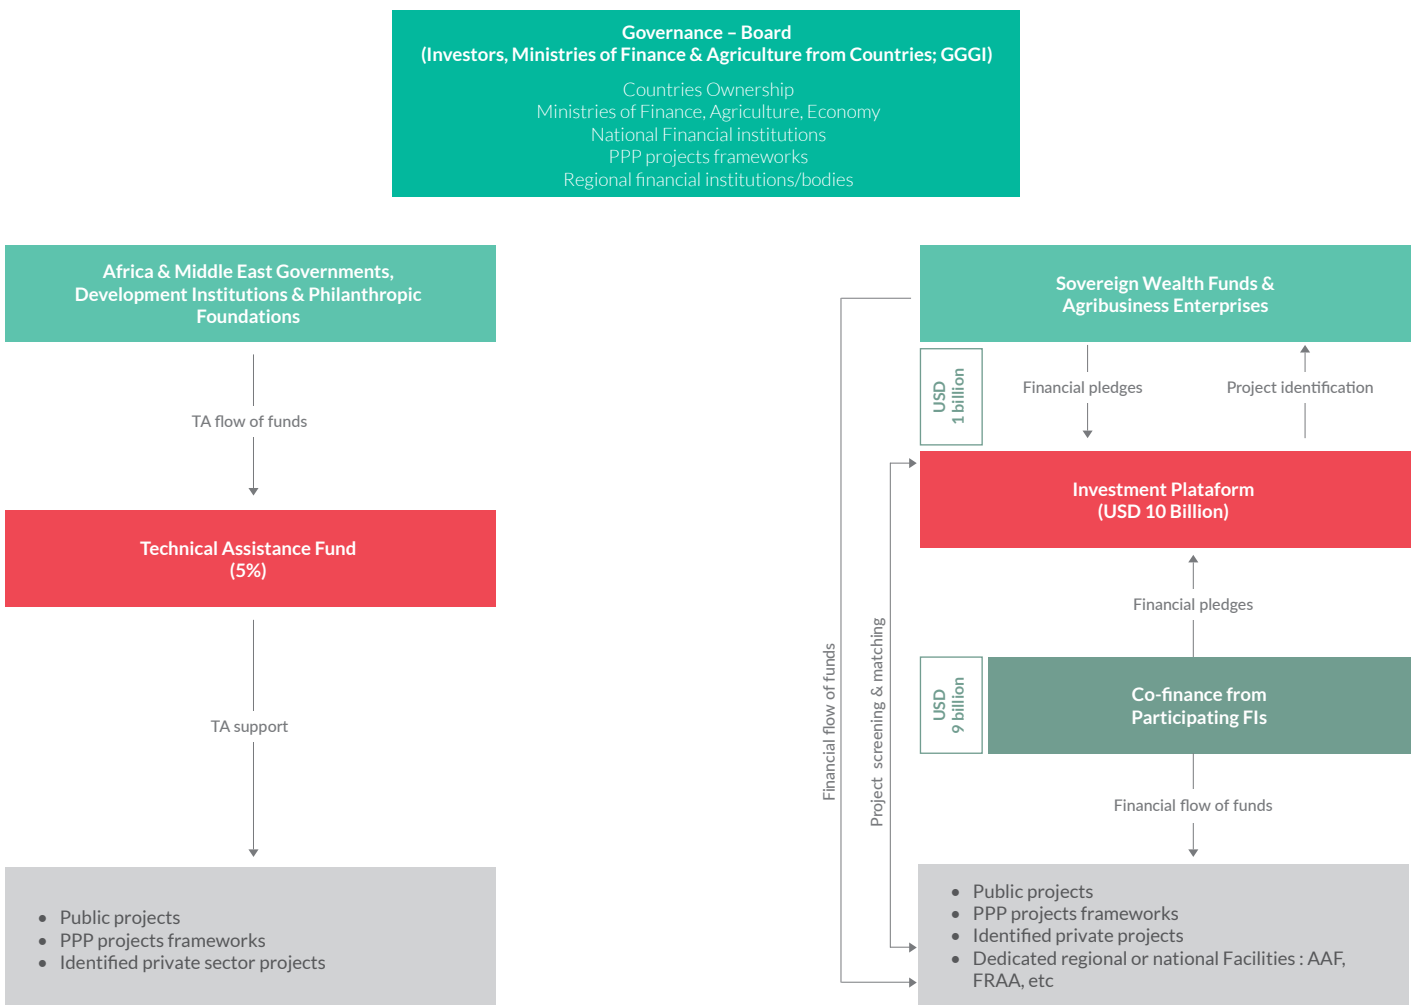 Governance – Board
(Investors, Ministries of Finance & Agriculture from Countries; GGGI)
Countries Ownership
Ministries of Finance, Agriculture, Economy
National Financial institutions
PPP projects frameworks
Regional financial institutions/bodies
Africa & Middle East Governments,
Development Institutions & Philanthropic
Foundations
TA flow of funds
Technical Assistance Fund
(5%)
TA support
• Public projects
• PPP projects frameworks
• Identified private sector projects
Sovereign Wealth Funds &
Agribusiness Enterprises
USD
1 billion
Financial pledges
Project identification
Investment Plataform
(USD 10 Billion)
Financial pledges
Financial flow of funds
Project screening & matching
USD
9 billion
Co-finance from
Participating FIs
Financial flow of funds
• Public projects
• PPP projects frameworks
• Identified private projects
• Dedicated regional or national Facilities : AAF,
FRAA, etc